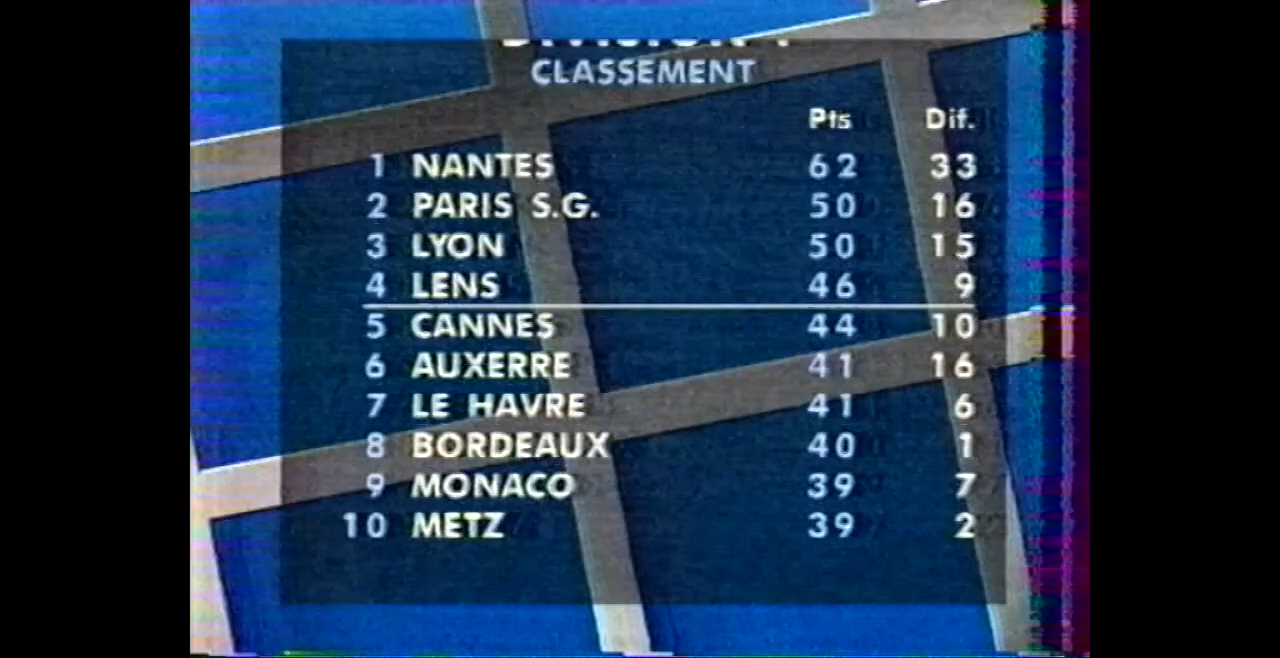 DIVISION 1
CLASSEMENT
Pts Dif.
1 NANTES 62 33
2 PARIS S.G. 50 16
3 LYON 50 15
4 LENS 46 9
5 CANNES 44 10
6 AUXERRE 41 16
7 LE HAVRE 41 6
8 BORDEAUX 40 1
9 MONACO 39 7
10 METZ 39 2